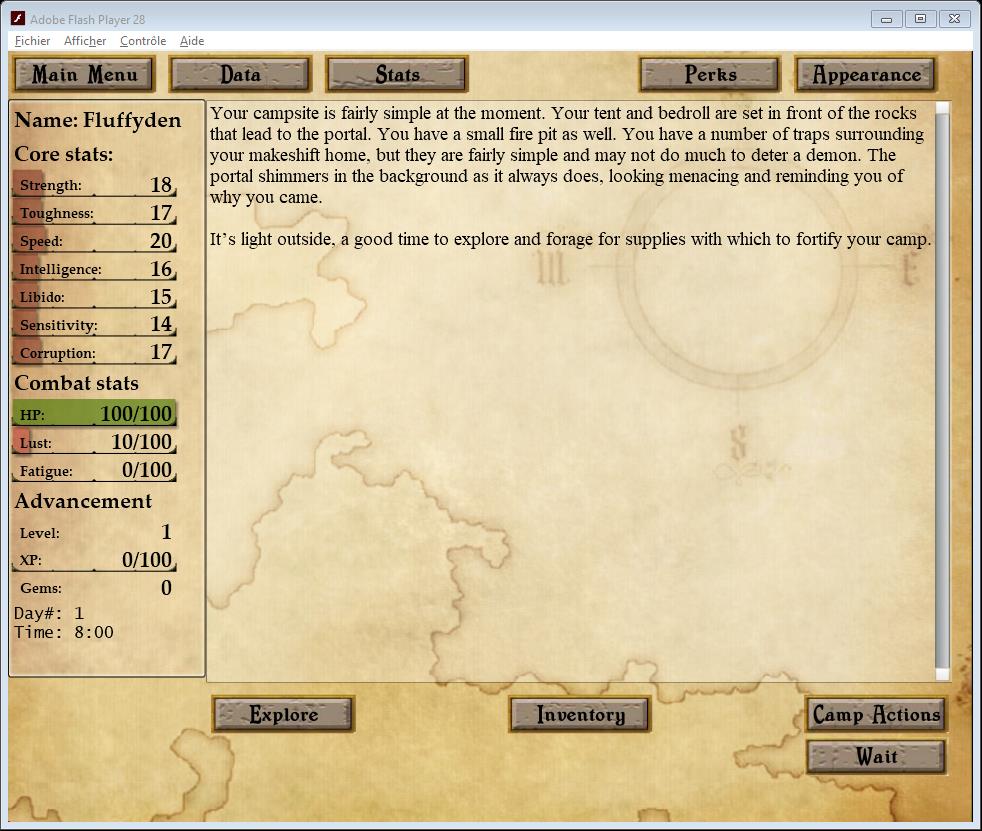 Adobe Flash Player 28
Fichier Afficher Contrôle Aide
Main Menu Data Stats Perks Appearance
Name: Fluffyden
Core stats:
Strength: 18
Toughness: 17
Speed: 20
Intelligence: 16
Libido: 15
Sensitivity: 14
Corruption: 17
Combat stats
HP: 100/100
Lust: 10/100
Fatigue: 0/100
Advancement
Level: 1
XP: 0/100
Gems: 0
Day#: 1
Time: 8:00
Your campsite is fairly simple at the moment. Your tent and bedroll are set in front of the rocks
that lead to the portal. You have a small fire pit as well. You have a number of traps surrounding
your makeshift home, but they are fairly simple and may not do much to deter a demon. The
portal shimmers in the background as it always does, looking menacing and reminding you of
why you came.
It’s light outside, a good time to explore and forage for supplies with which to fortify your camp.
S
Explore Inventory Camp Actions
Wait